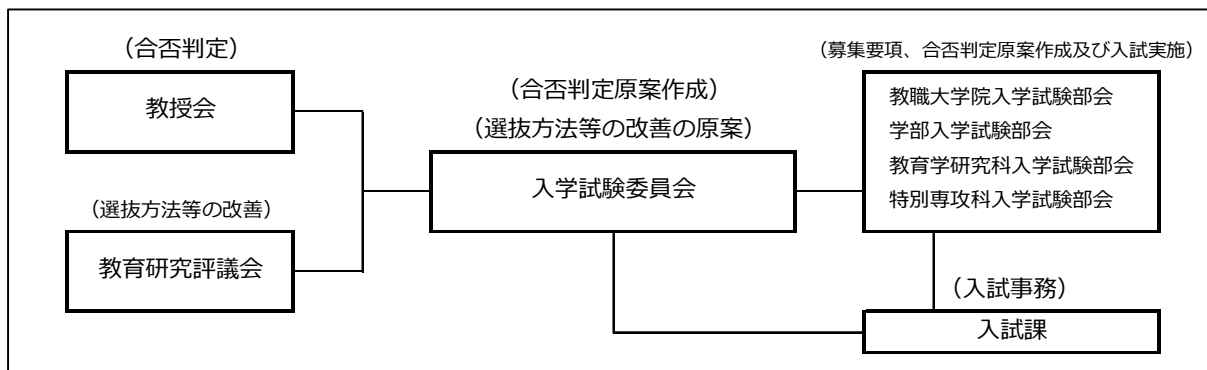 （合否判定）
教授会
（選抜方法等の改善）
教育研究評議会
（合否判定原案作成）
（選抜方法等の改善の原案）
入学試験委員会
（募集要項、合否判定原案作成及び入試実施）
教職大学院入学試験部会
学部入学試験部会
教育学研究科入学試験部会
特別専攻科入学試験部会
（入試事務）
入試課